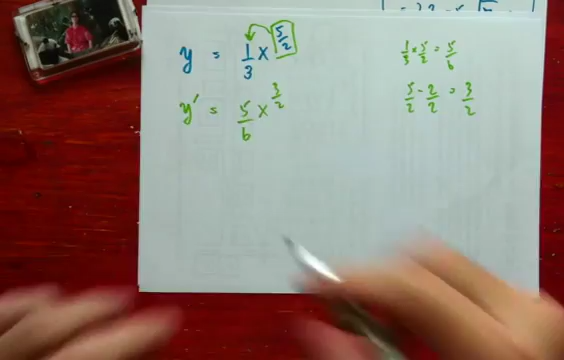 y = 1/3 x^(5/2)
y' = 5/6 x^(3/2)
1/3 × 5/2 = 5/6
5/2 - 2/2 = 3/2